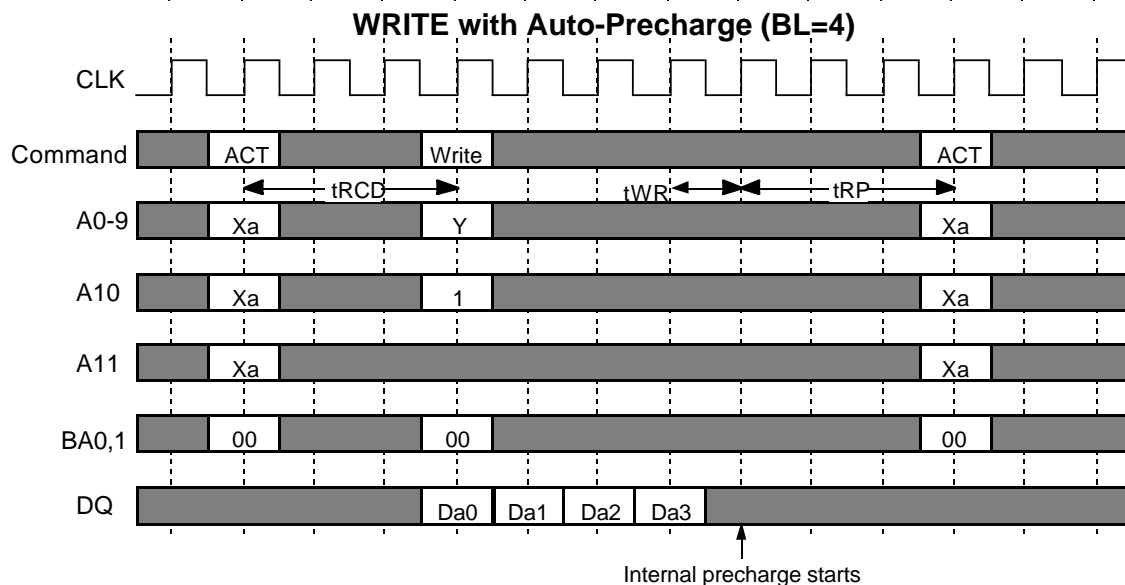 WRITE with Auto-Precharge (BL=4)
CLK
Command ACT Write ACT
tRCD tWR tRP
A0-9 Xa Y Xa
A10 Xa 1 Xa
A11 Xa Xa
BA0,1 00 00 00
DQ Da0 Da1 Da2 Da3
Internal precharge starts